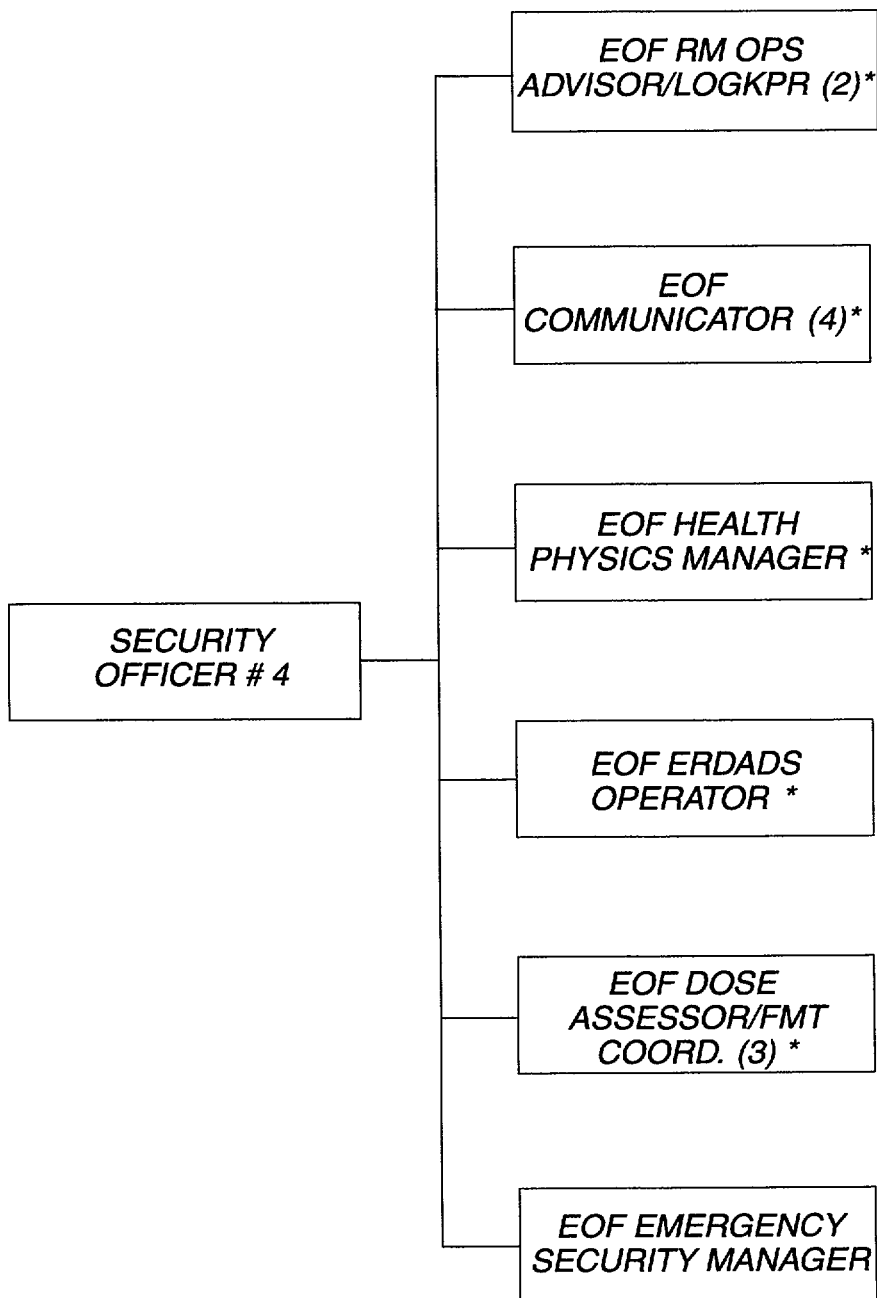 EOF RM OPS
ADVISOR/LOGKPR (2)*
EOF
COMMUNICATOR (4)*
EOF HEALTH
PHYSICS MANAGER *
SECURITY
OFFICER # 4
EOF ERDADS
OPERATOR *
EOF DOSE
ASSESSOR/FMT
COORD. (3) *
EOF EMERGENCY
SECURITY MANAGER